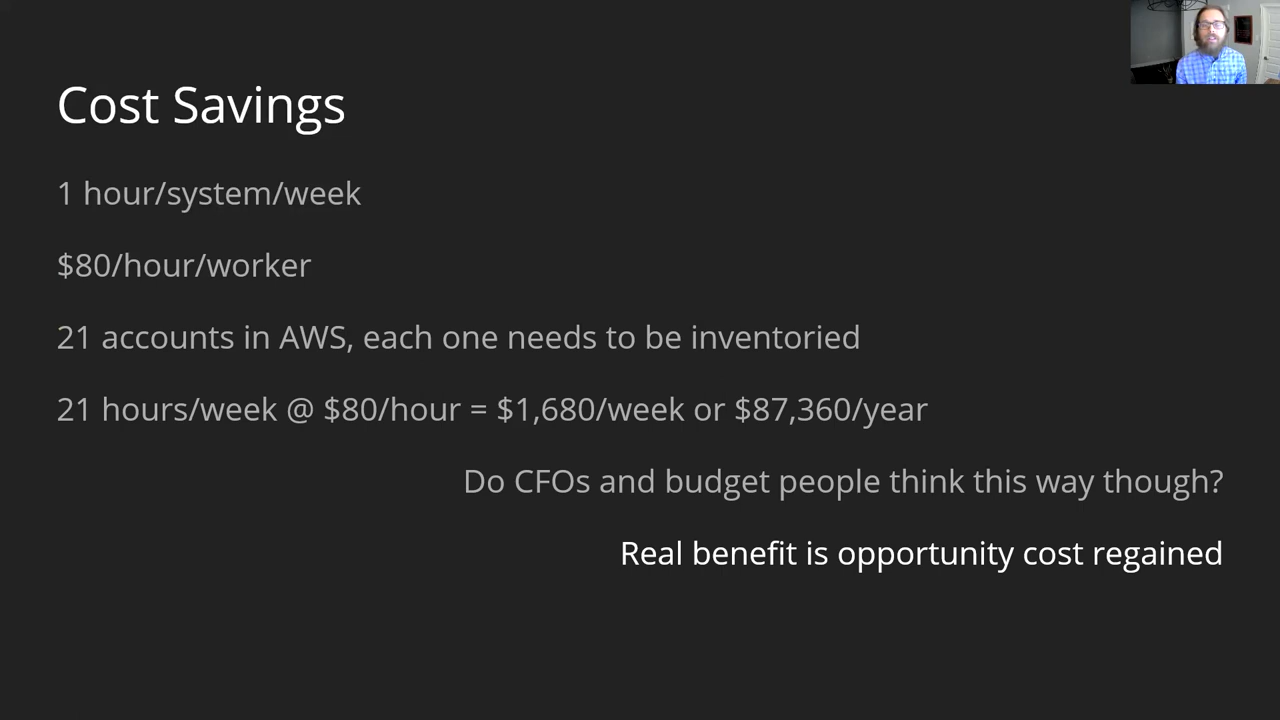 Cost Savings
1 hour/system/week
$80/hour/worker
21 accounts in AWS, each one needs to be inventoried
21 hours/week @ $80/hour = $1,680/week or $87,360/year
Do CFOs and budget people think this way though?
Real benefit is opportunity cost regained